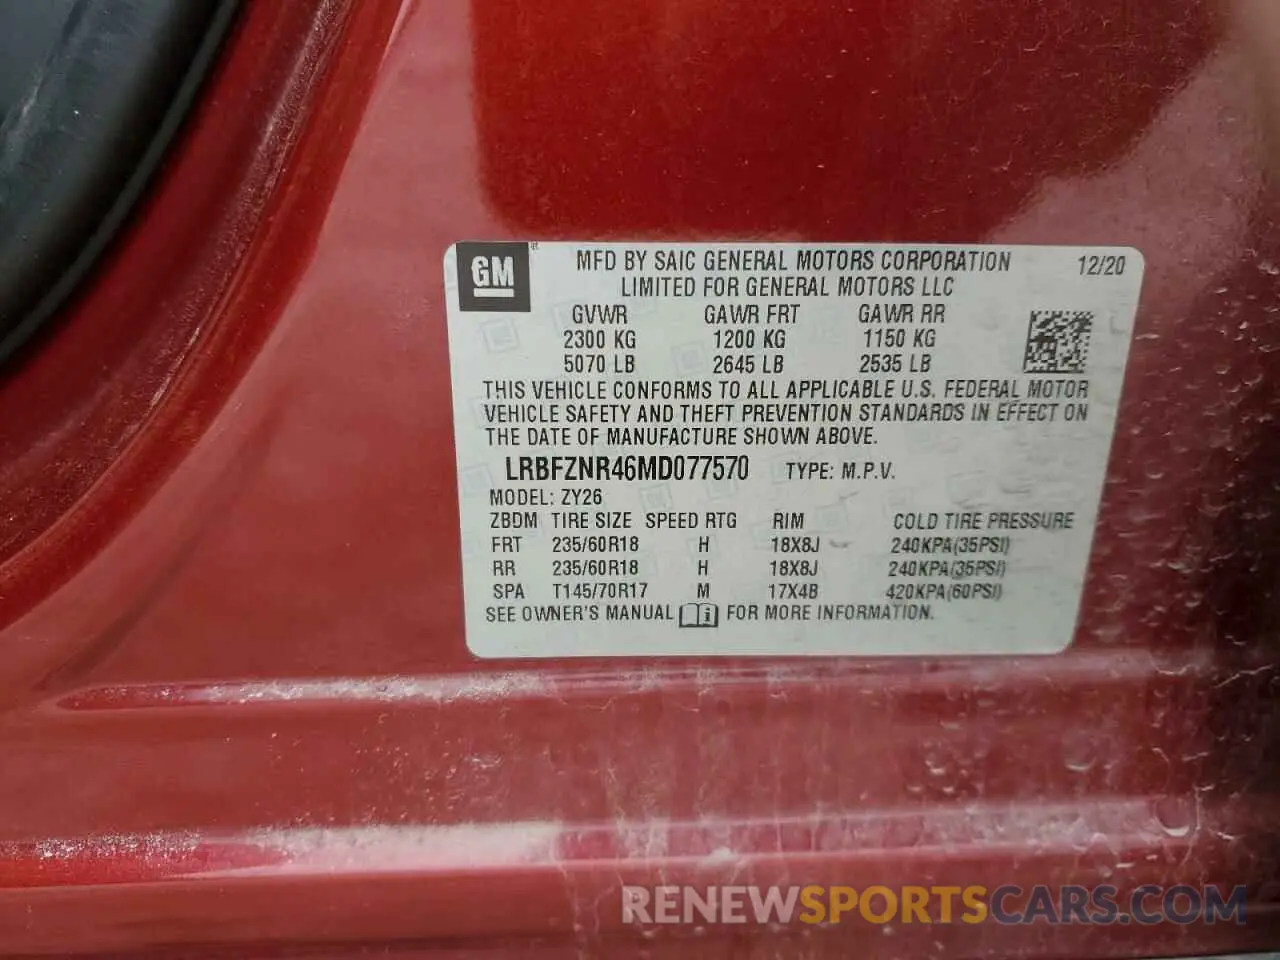 GM
MFD BY SAIC GENERAL MOTORS CORPORATION 12/20
LIMITED FOR GENERAL MOTORS LLC
GVWR GAWR FRT GAWR RR
2300 KG 1200 KG 1150 KG
5070 LB 2645 LB 2535 LB
THIS VEHICLE CONFORMS TO ALL APPLICABLE U.S. FEDERAL MOTOR
VEHICLE SAFETY AND THEFT PREVENTION STANDARDS IN EFFECT ON
THE DATE OF MANUFACTURE SHOWN ABOVE.
LRBFZNR46MD077570 TYPE: M.P.V.
MODEL: ZY26
ZBDM TIRE SIZE SPEED RTG RIM COLD TIRE PRESSURE
FRT 235/60R18 H 18X8J 240KPA(35PSI)
RR 235/60R18 H 18X8J 240KPA(35PSI)
SPA T145/70R17 M 17X4B 420KPA(60PSI)
SEE OWNER'S MANUAL FOR MORE INFORMATION.
RENEWSPORTSCARS.COM